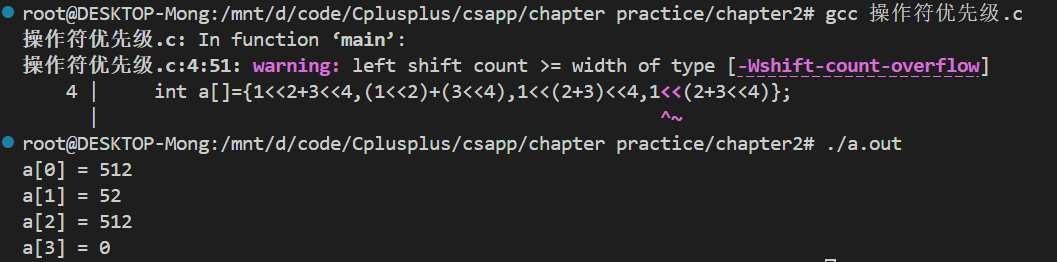 root@DESKTOP-Mong:/mnt/d/code/Cplusplus/csapp/chapter practice/chapter2# gcc 操作符优先级.c
操作符优先级.c: In function ‘main’:
操作符优先级.c:4:51: warning: left shift count >= width of type [-Wshift-count-overflow]
4 |     int a[]={1<<2+3<<4,(1<<2)+(3<<4),1<<(2+3)<<4,1<<(2+3<<4)};
|                                                   ^~
root@DESKTOP-Mong:/mnt/d/code/Cplusplus/csapp/chapter practice/chapter2# ./a.out
a[0] = 512
a[1] = 52
a[2] = 512
a[3] = 0